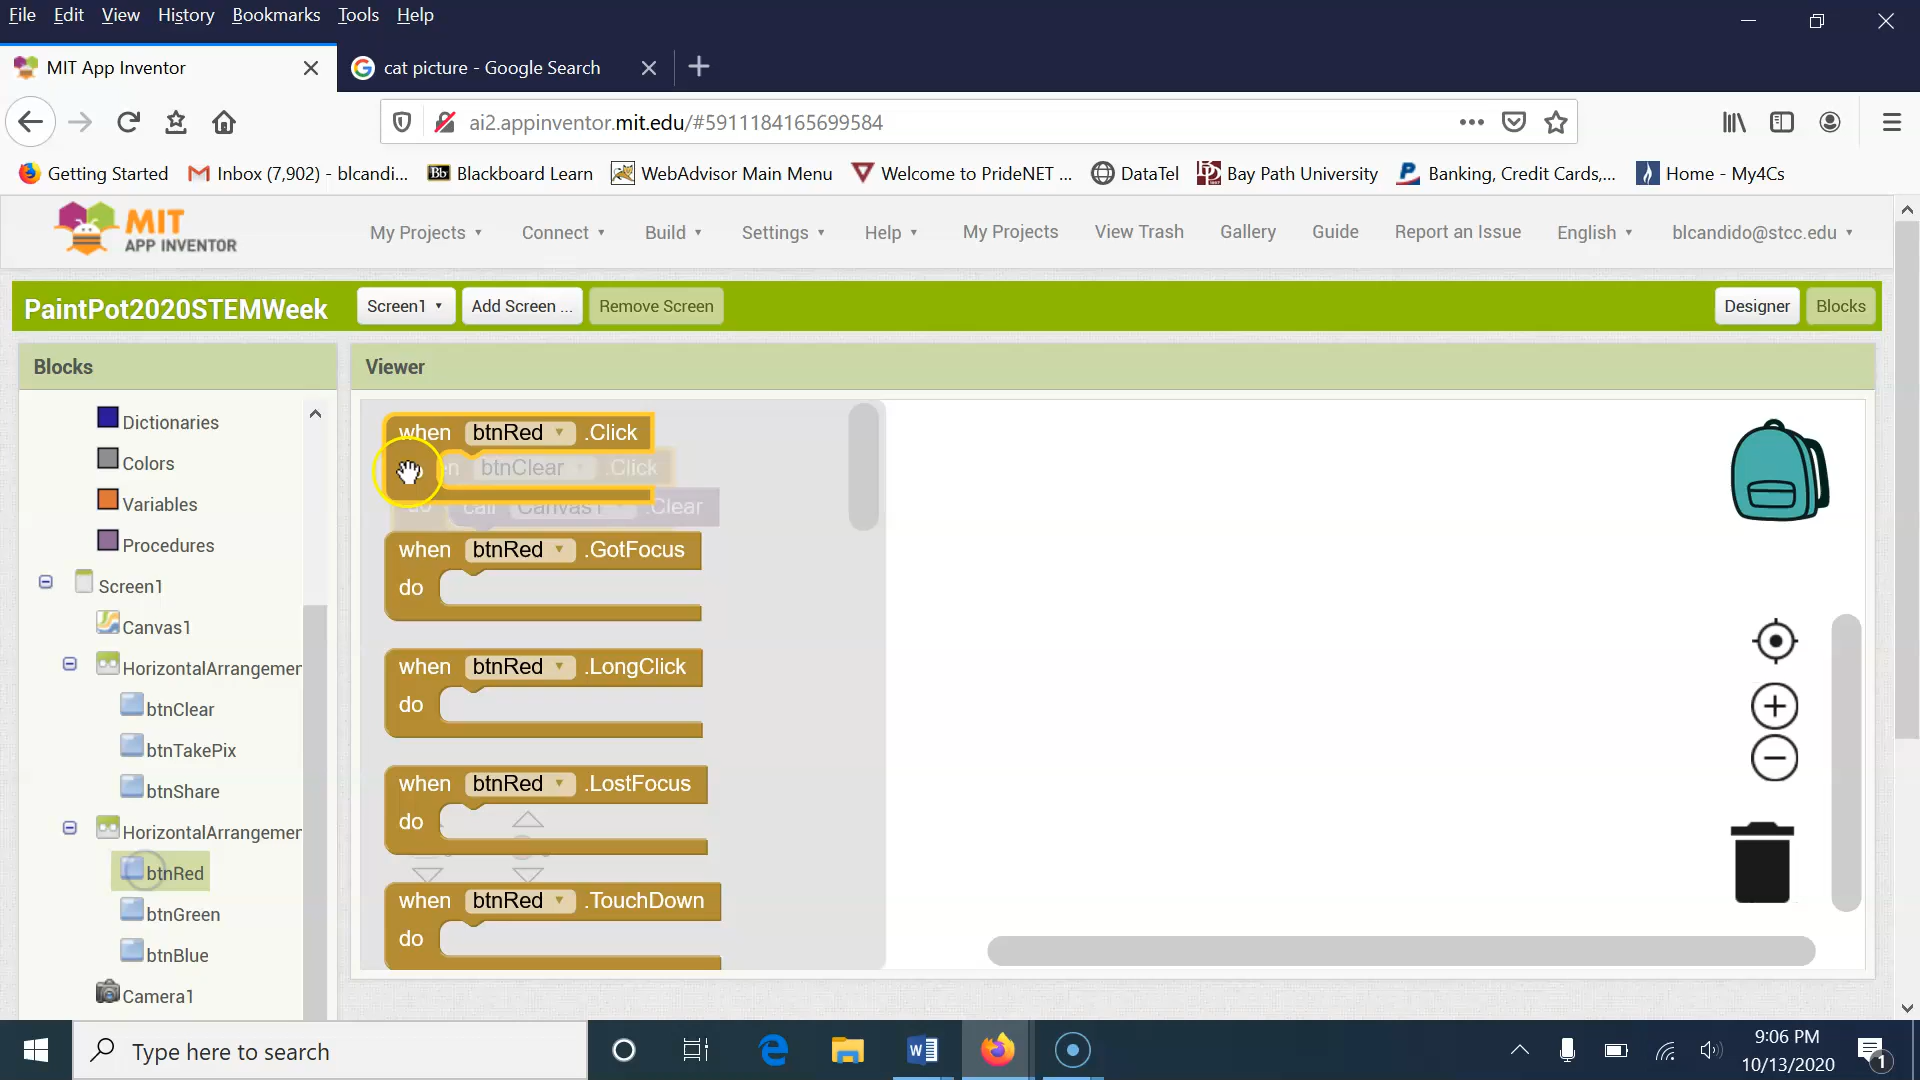 File Edit View History Bookmarks Tools Help
MIT App Inventor
cat picture - Google Search
ai2.appinventor.mit.edu/#5911184165699584
Getting Started
Inbox (7,902) - blcandi...
Bb Blackboard Learn
WebAdvisor Main Menu
Welcome to PrideNET ...
DataTel
Bay Path University
Banking, Credit Cards,...
Home - My4Cs
MIT
APP INVENTOR
My Projects Connect Build Settings Help My Projects View Trash Gallery Guide Report an Issue English blcandido@stcc.edu
PaintPot2020STEMWeek
Screen1 Add Screen ... Remove Screen Designer Blocks
Blocks
Viewer
Dictionaries
Colors
Variables
Procedures
Screen1
Canvas1
HorizontalArrangemen
btnClear
btnTakePix
btnShare
HorizontalArrangemen
btnRed
btnGreen
btnBlue
Camera1
when btnRed .Click
btnClear .Click
do call Canvas1 .Clear
when btnRed .GotFocus
do
when btnRed .LongClick
do
when btnRed .LostFocus
do
when btnRed .TouchDown
do
Type here to search
9:06 PM
10/13/2020
1